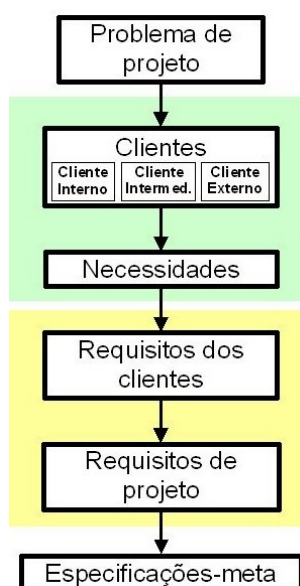 Problema de
projeto
Clientes
Cliente
Interno
Cliente
Intermed.
Cliente
Externo
Necessidades
Requisitos dos
clientes
Requisitos de
projeto
Especificações-meta